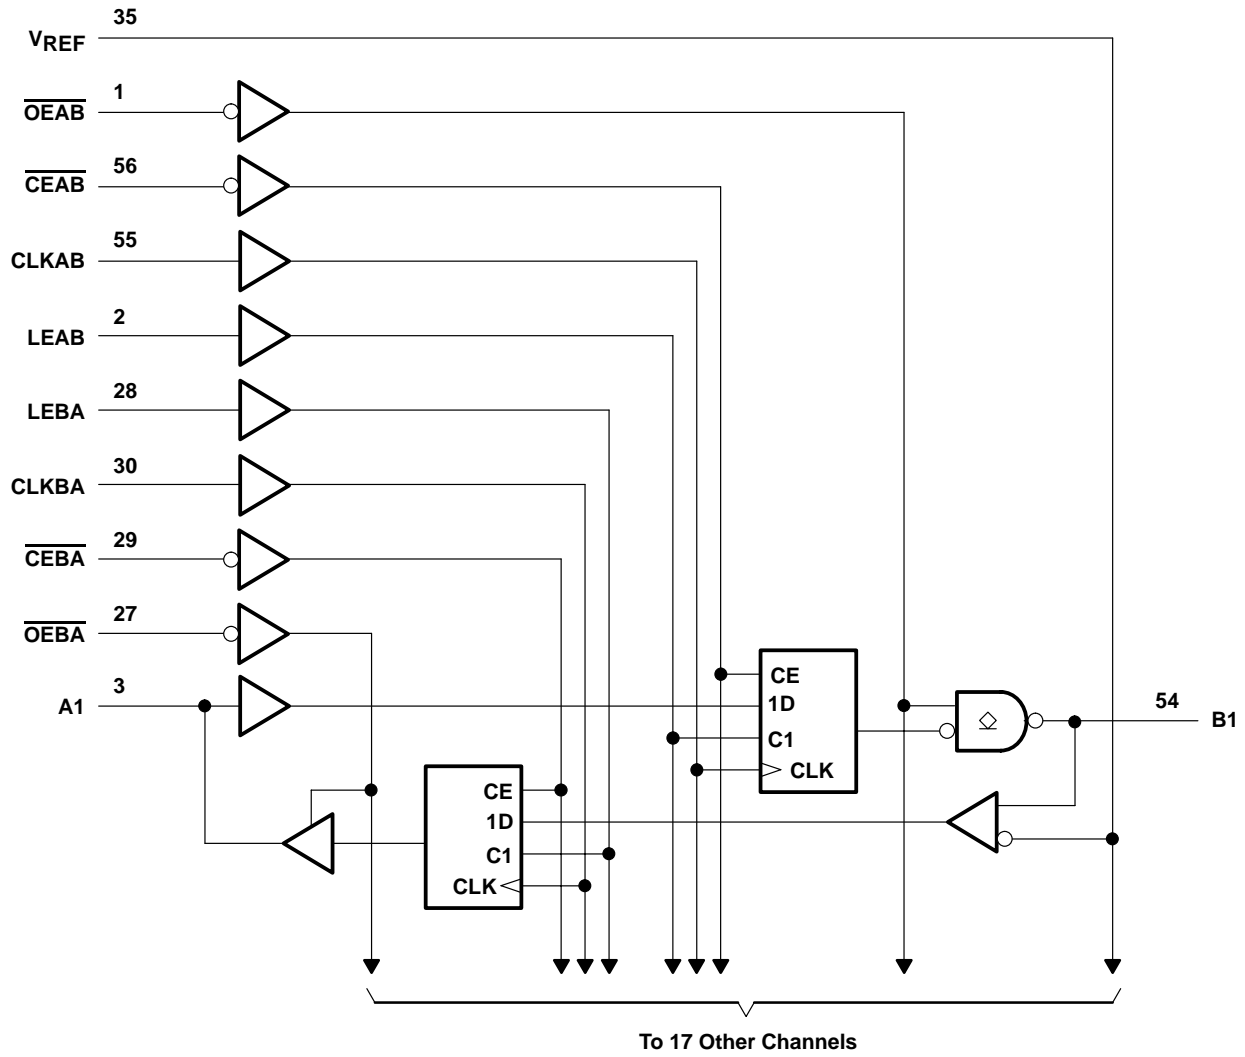 35
VREF
1
OEAB
56
CEAB
55
CLKAB
2
LEAB
28
LEBA
30
CLKBA
29
CEBA
27
OEBA
3
A1
CE
1D
C1
CLK
54
B1
CE
1D
C1
CLK
To 17 Other Channels